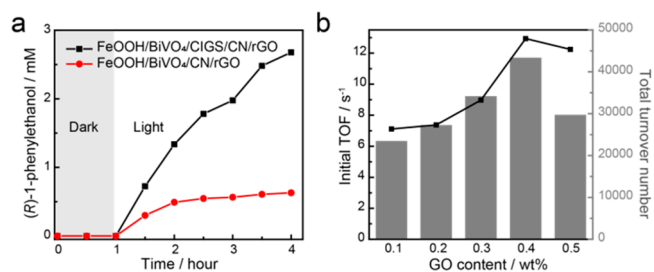 a
(R)-1-phenylethanol / mM
3
2
1
0
FeOOH/BiVO₄/CIGS/CN/rGO
FeOOH/BiVO₄/CN/rGO
Dark
Light
0 1 2 3 4
Time / hour
b
Initial TOF / s⁻¹
14
12
10
8
6
4
2
0
50000
40000
30000
20000
10000
0
Total turnover number
0.1 0.2 0.3 0.4 0.5
GO content / wt%